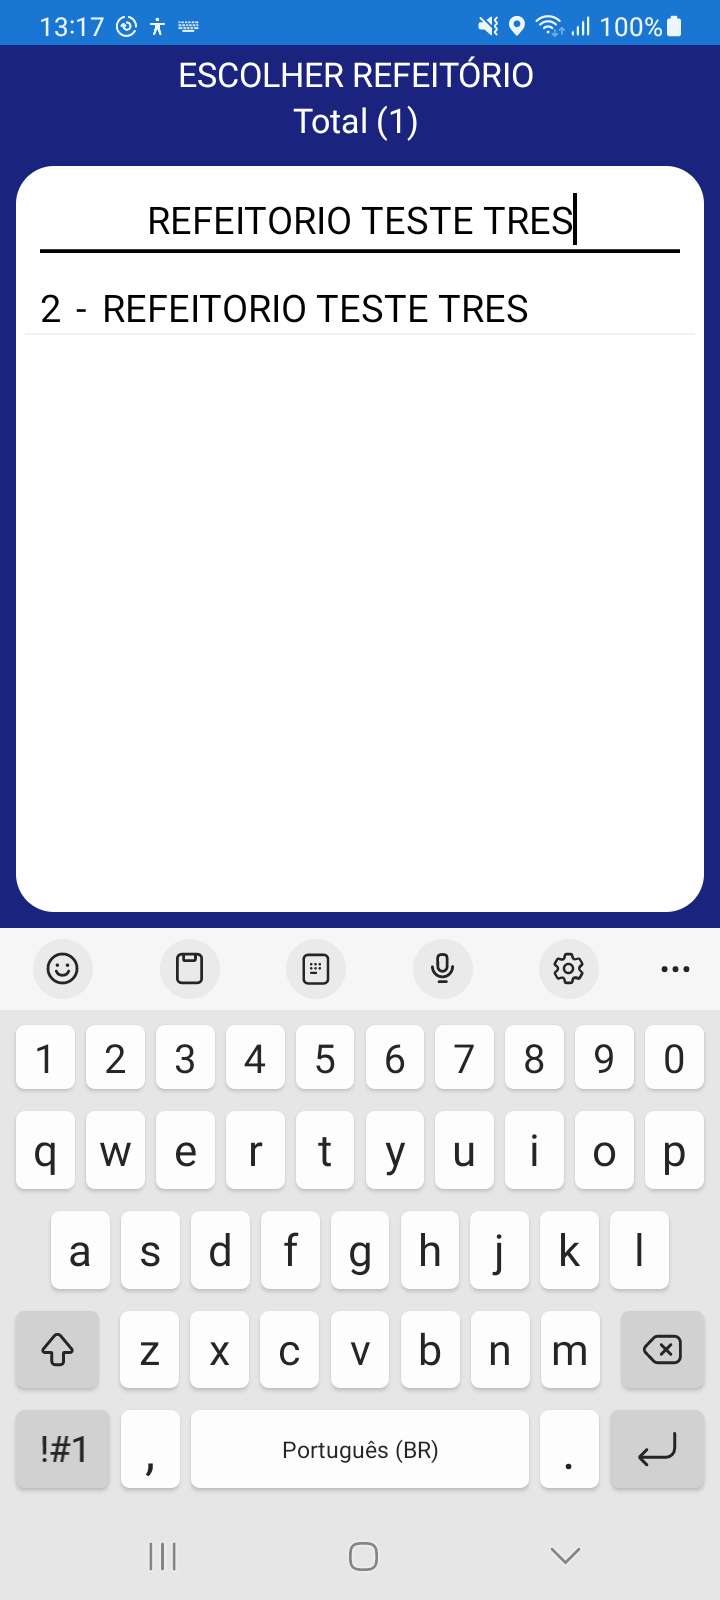 13:17 100%
ESCOLHER REFEITÓRIO
Total (1)
REFEITORIO TESTE TRES
2 - REFEITORIO TESTE TRES
1 2 3 4 5 6 7 8 9 0
q w e r t y u i o p
a s d f g h j k l
z x c v b n m
!#1 , Português (BR) .